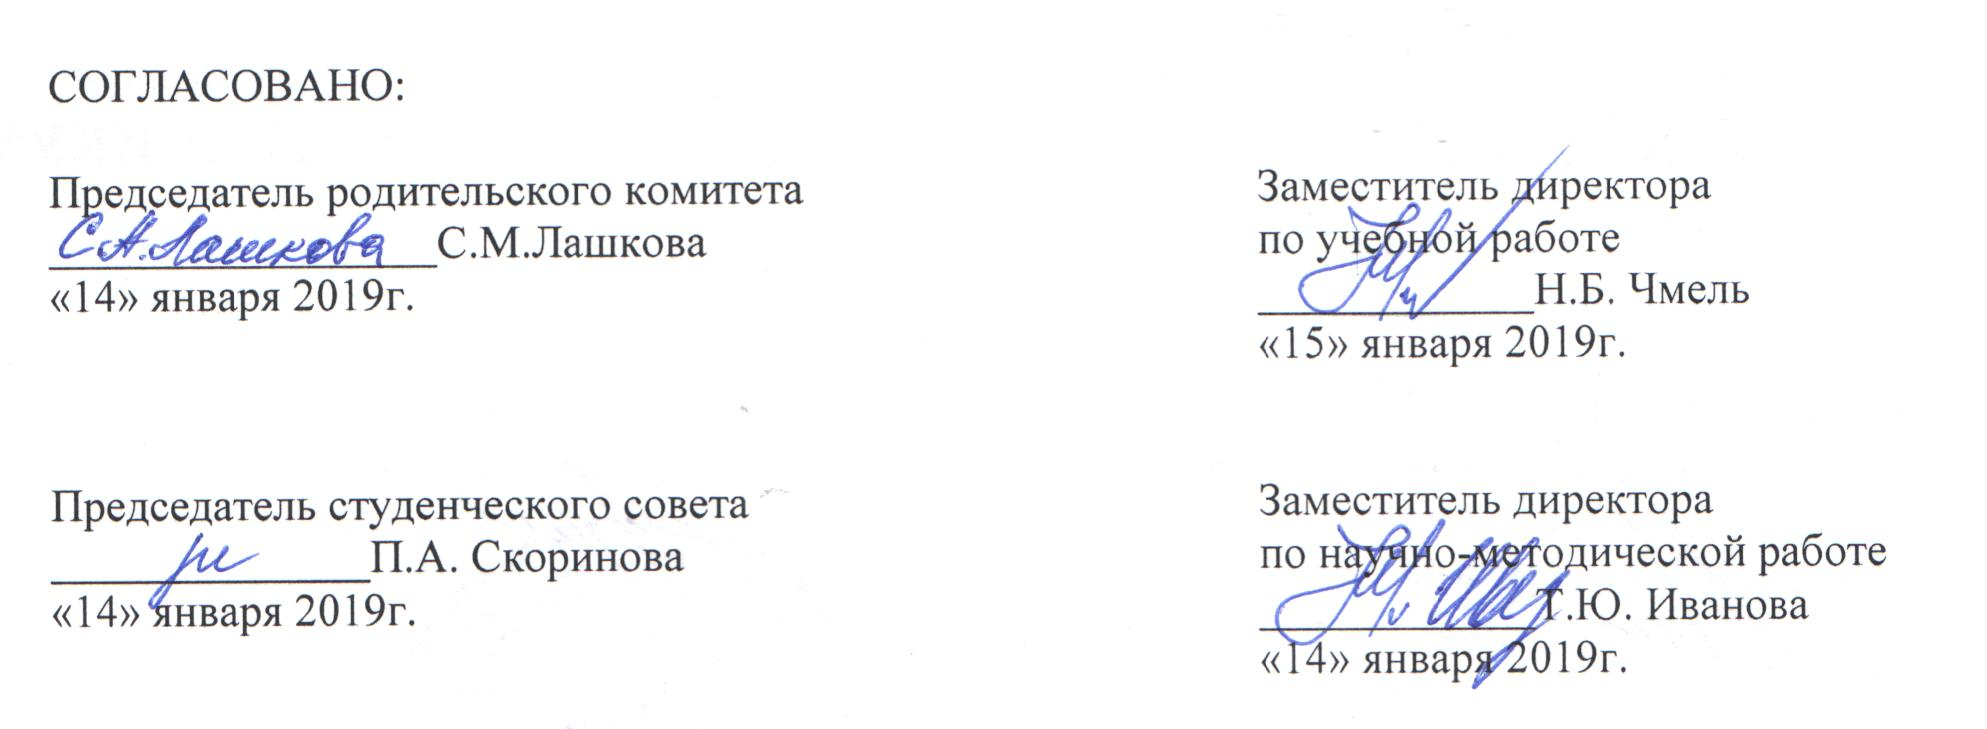 СОГЛАСОВАНО:
Председатель родительского комитета
С.А.Лашкова С.М.Лашкова
«14» января 2019г.
Заместитель директора
по учебной работе
Н.Б. Чмель
«15» января 2019г.
Председатель студенческого совета
П.А. Скоринова
«14» января 2019г.
Заместитель директора
по научно-методической работе
Т.Ю. Иванова
«14» января 2019г.